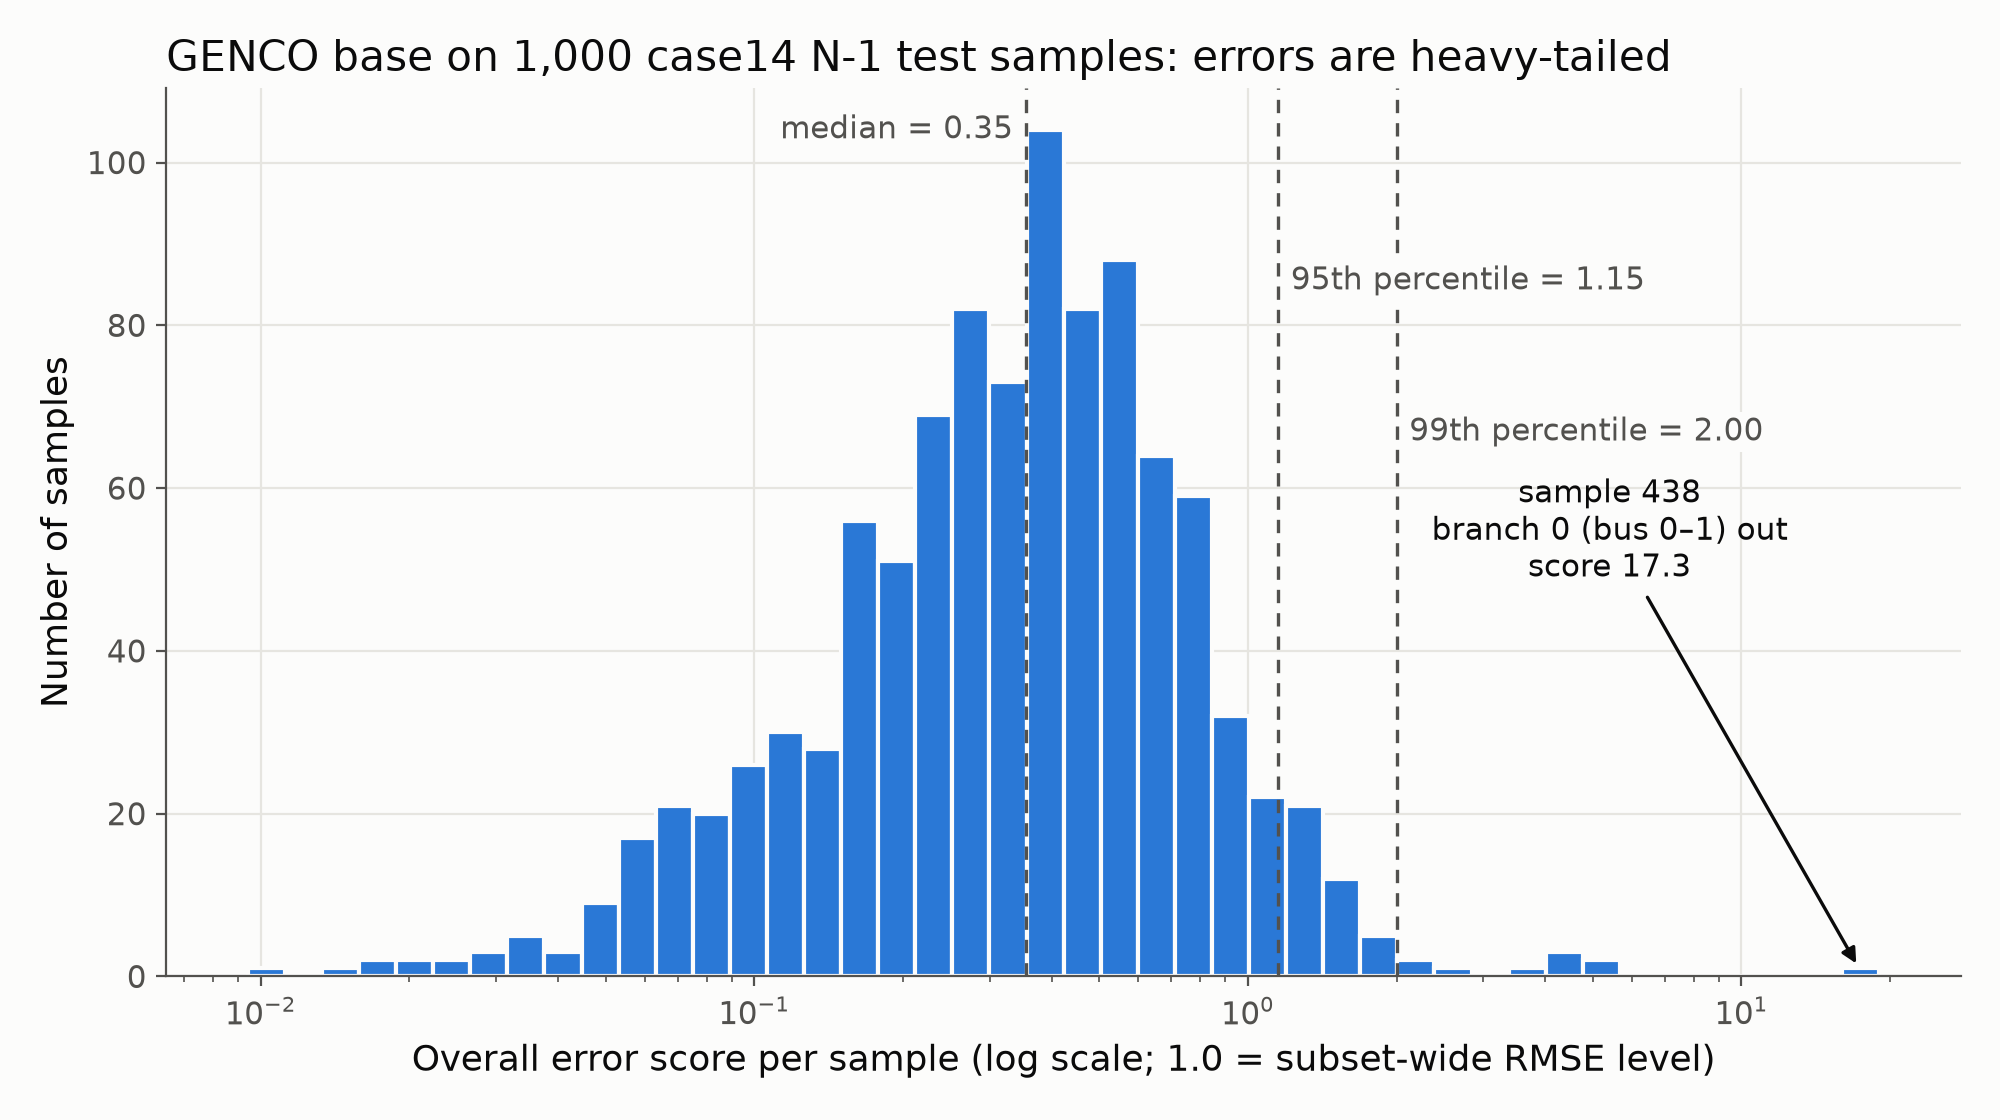 GENCO base on 1,000 case14 N-1 test samples: errors are heavy-tailed
median = 0.35
95th percentile = 1.15
99th percentile = 2.00
sample 438
branch 0 (bus 0–1) out
score 17.3
Number of samples
100
80
60
40
20
0
10⁻² 10⁻¹ 10⁰ 10¹
Overall error score per sample (log scale; 1.0 = subset-wide RMSE level)